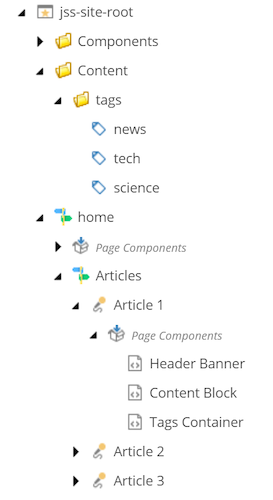 jss-site-root
Components
Content
tags
news
tech
science
home
Page Components
Articles
Article 1
Page Components
Header Banner
Content Block
Tags Container
Article 2
Article 3